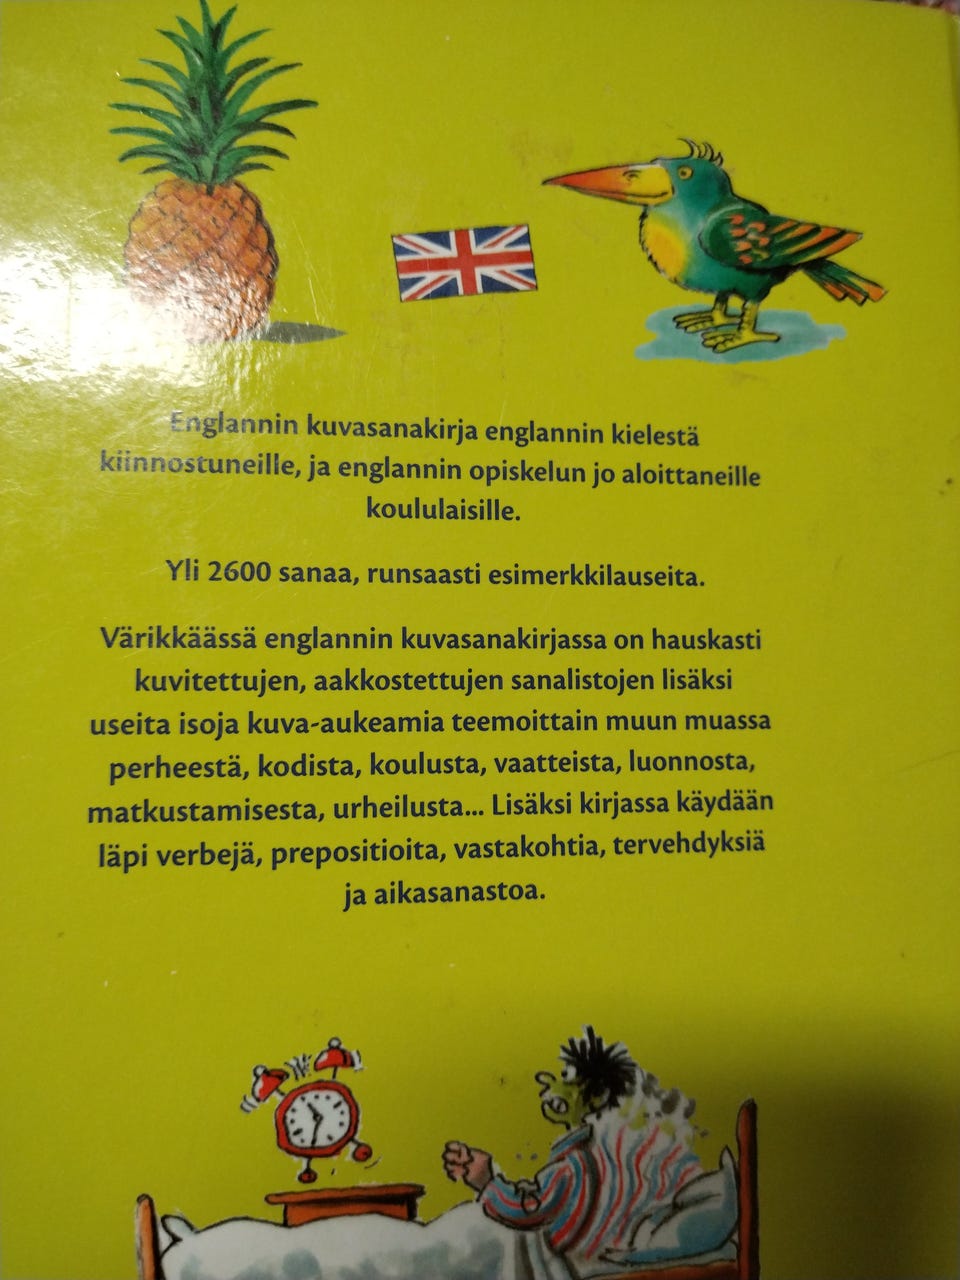 Englannin kuvasanakirja englannin kielestä
kiinnostuneille, ja englannin opiskelun jo aloittaneille
koululaisille.
Yli 2600 sanaa, runsaasti esimerkkilauseita.
Värikkäässä englannin kuvasanakirjassa on hauskasti
kuvitettujen, aakkostettujen sanalistojen lisäksi
useita isoja kuva-aukeamia teemoittain muun muassa
perheestä, kodista, koulusta, vaatteista, luonnosta,
matkustamisesta, urheilusta... Lisäksi kirjassa käydään
läpi verbejä, prepositioita, vastakohtia, tervehdyksiä
ja aikasanastoa.